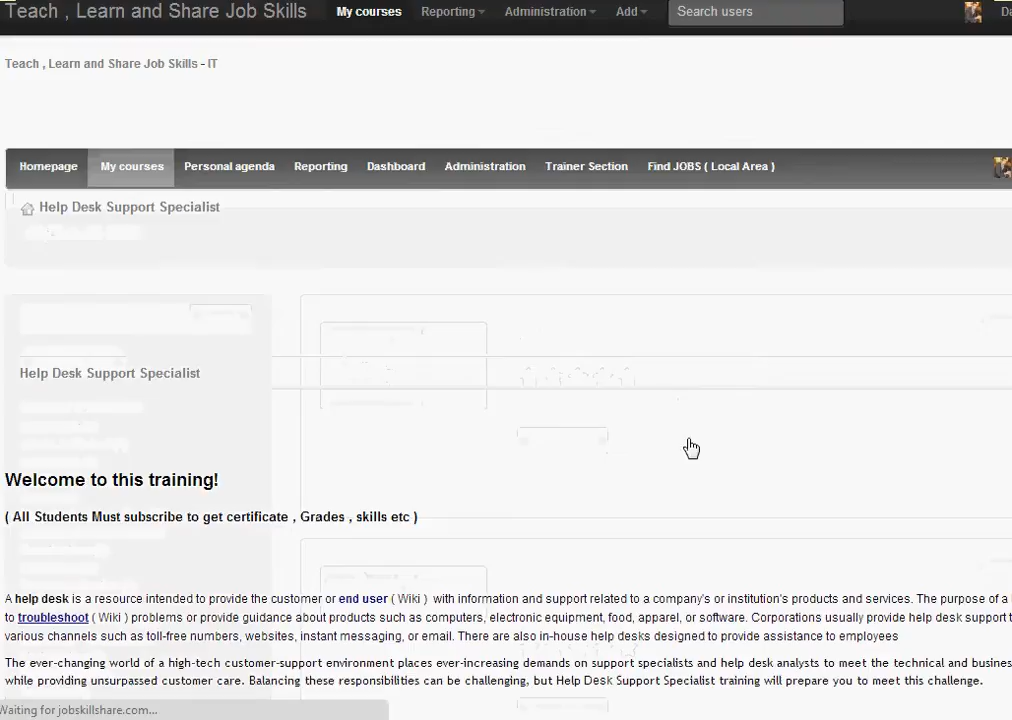 Teach , Learn and Share Job Skills My courses Reporting Administration Add Search users
Teach , Learn and Share Job Skills - IT
Homepage My courses Personal agenda Reporting Dashboard Administration Trainer Section Find JOBS ( Local Area )
Help Desk Support Specialist
Help Desk Support Specialist
Welcome to this training!
( All Students Must subscribe to get certificate , Grades , skills etc )
A help desk is a resource intended to provide the customer or end user ( Wiki ) with information and support related to a company's or institution's products and services. The purpose of a
to troubleshoot ( Wiki ) problems or provide guidance about products such as computers, electronic equipment, food, apparel, or software. Corporations usually provide help desk support
various channels such as toll-free numbers, websites, instant messaging, or email. There are also in-house help desks designed to provide assistance to employees
The ever-changing world of a high-tech customer-support environment places ever-increasing demands on support specialists and help desk analysts to meet the technical and
while providing unsurpassed customer care. Balancing these responsibilities can be challenging, but Help Desk Support Specialist training will prepare you to meet this challenge.
Waiting for jobskillshare.com...